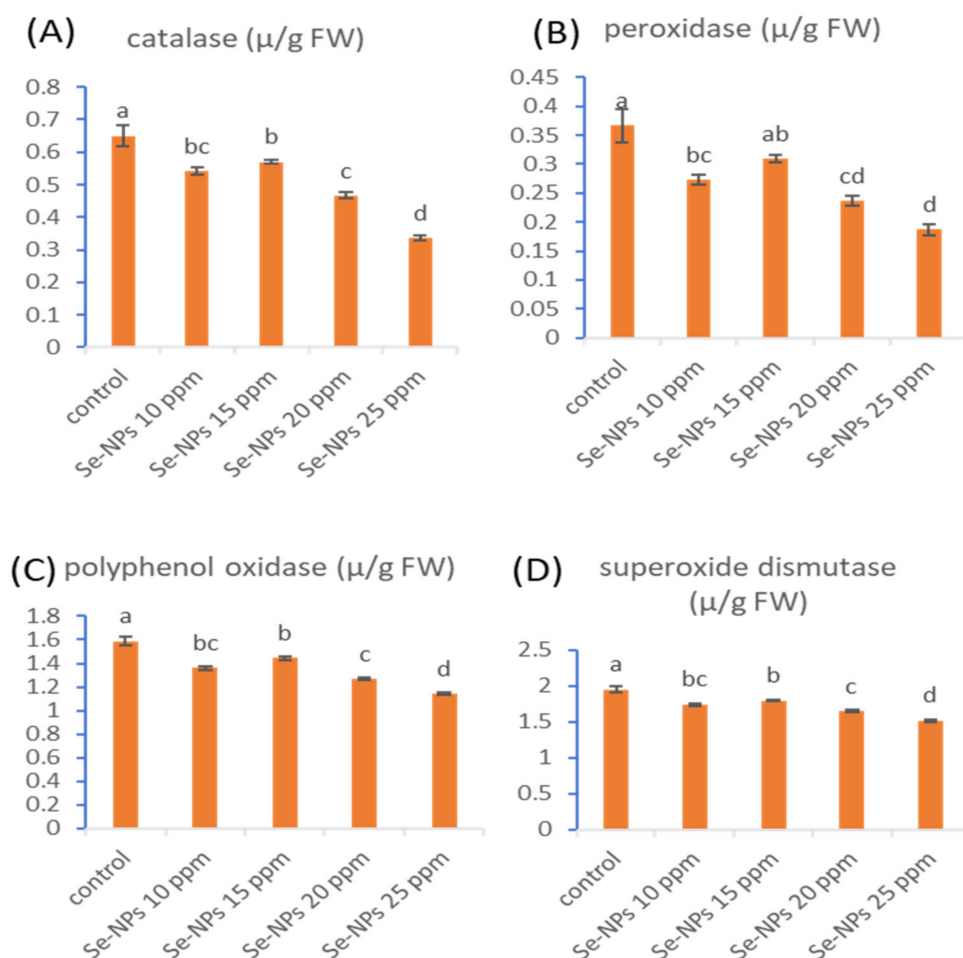 (A)
catalase (µ/g FW)
0.8
0.7
0.6
0.5
0.4
0.3
0.2
0.1
0
a
bc
b
c
d
control
Se-NPs 10 ppm
Se-NPs 15 ppm
Se-NPs 20 ppm
Se-NPs 25 ppm
(B)
peroxidase (µ/g FW)
0.45
0.4
0.35
0.3
0.25
0.2
0.15
0.1
0.05
0
a
bc
ab
cd
d
control
Se-NPs 10 ppm
Se-NPs 15 ppm
Se-NPs 20 ppm
Se-NPs 25 ppm
(C)
polyphenol oxidase (µ/g FW)
1.8
1.6
1.4
1.2
1
0.8
0.6
0.4
0.2
0
a
bc
b
c
d
control
Se-NPs 10 ppm
Se-NPs 15 ppm
Se-NPs 20 ppm
Se-NPs 25 ppm
(D)
superoxide dismutase
(µ/g FW)
2.5
2
1.5
1
0.5
0
a
bc
b
c
d
control
Se-NPs 10 ppm
Se-NPs 15 ppm
Se-NPs 20 ppm
Se-NPs 25 ppm